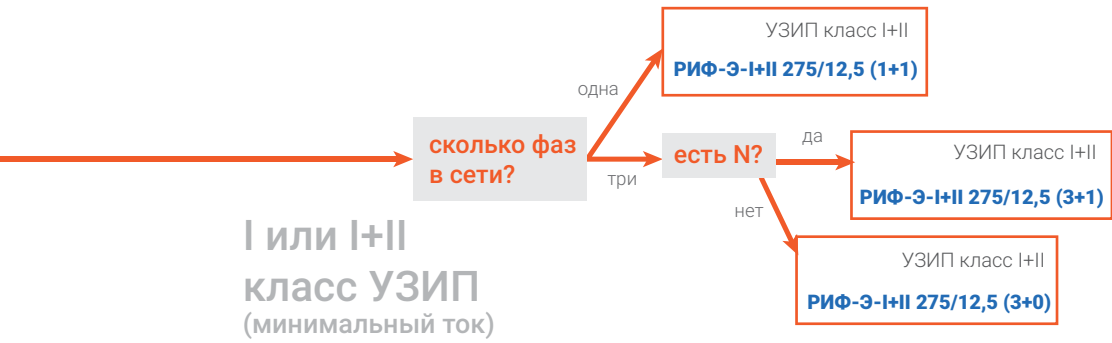 УЗИП класс I+II
РИФ-Э-I+II 275/12,5 (1+1)
одна
сколько фаз
в сети?
три
есть N?
да
УЗИП класс I+II
РИФ-Э-I+II 275/12,5 (3+1)
нет
УЗИП класс I+II
РИФ-Э-I+II 275/12,5 (3+0)
I или I+II
класс УЗИП
(минимальный ток)